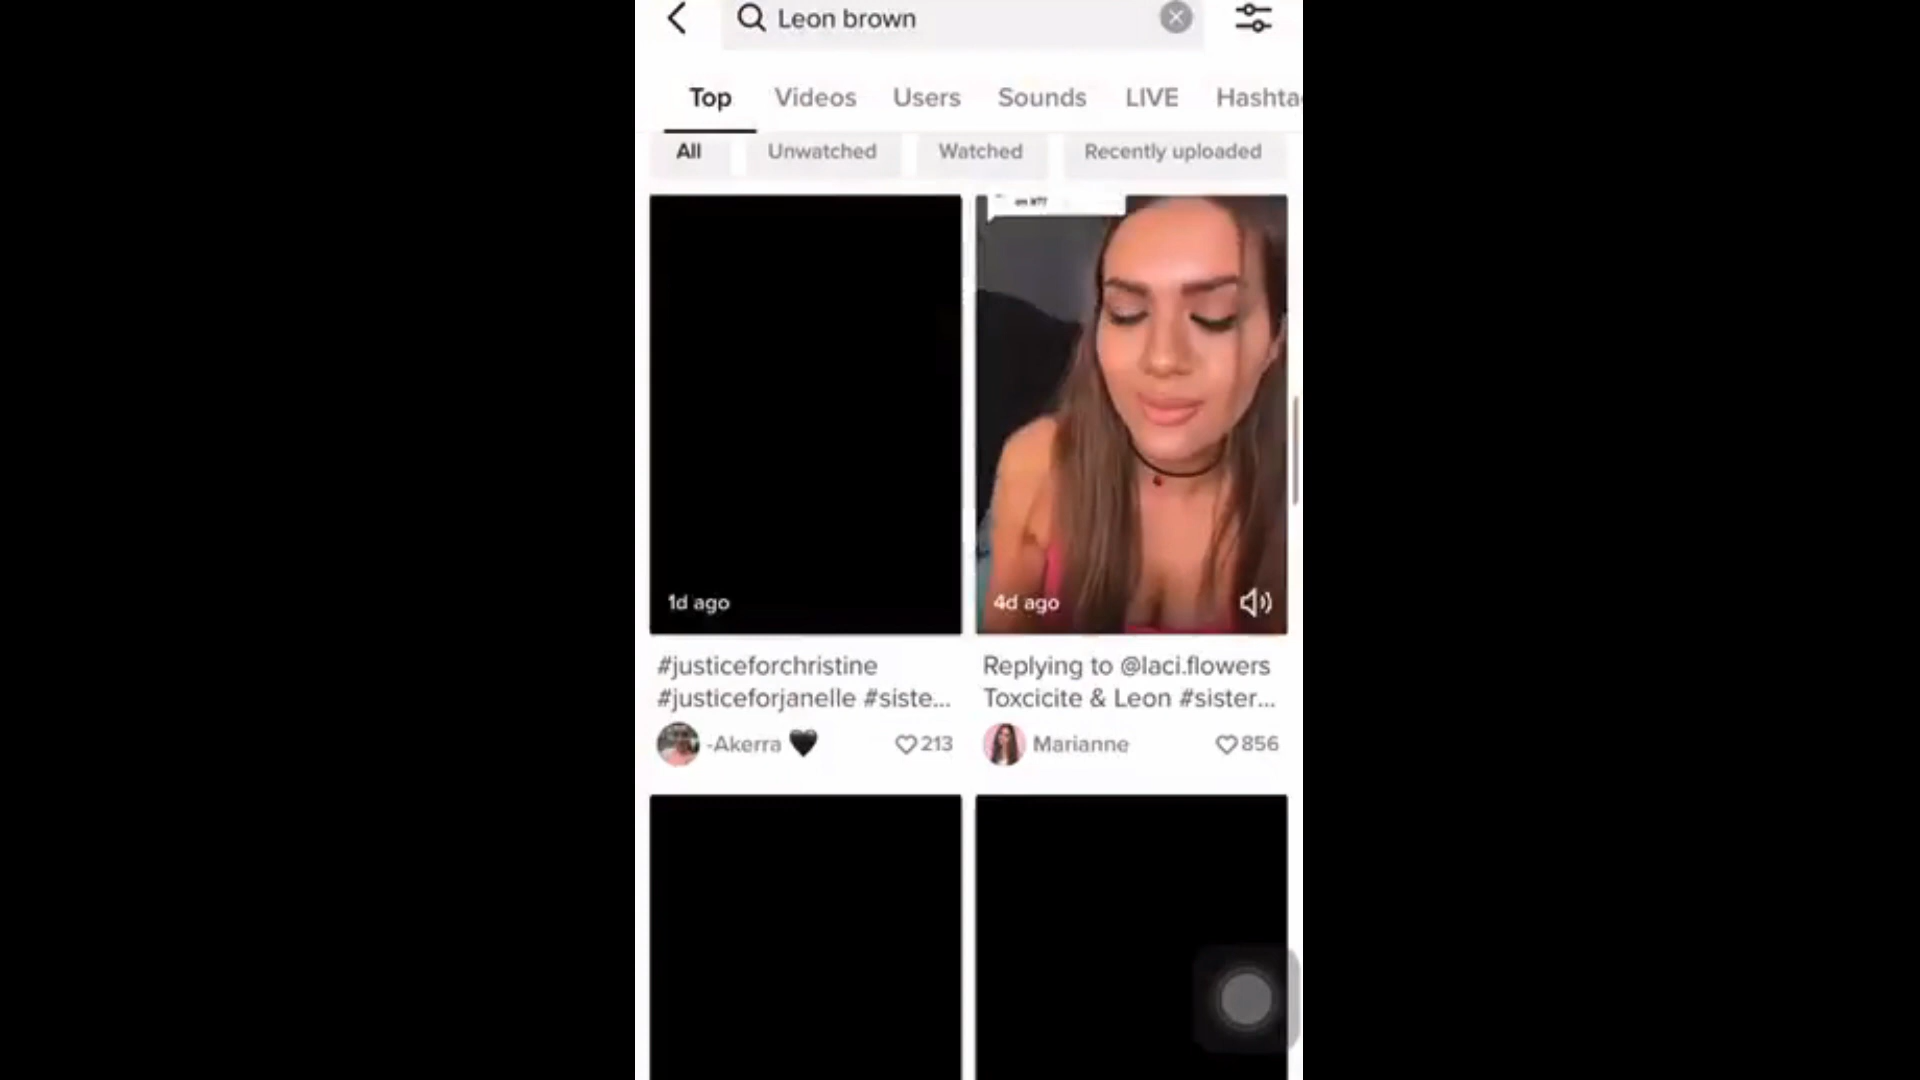 Leon brown
Top Videos Users Sounds LIVE Hashta
All Unwatched Watched Recently uploaded
1d ago
4d ago
#justiceforchristine
#justiceforjanelle #siste...
-Akerra 🖤 213
Replying to @laci.flowers
Toxcicite & Leon #sister...
Marianne 856